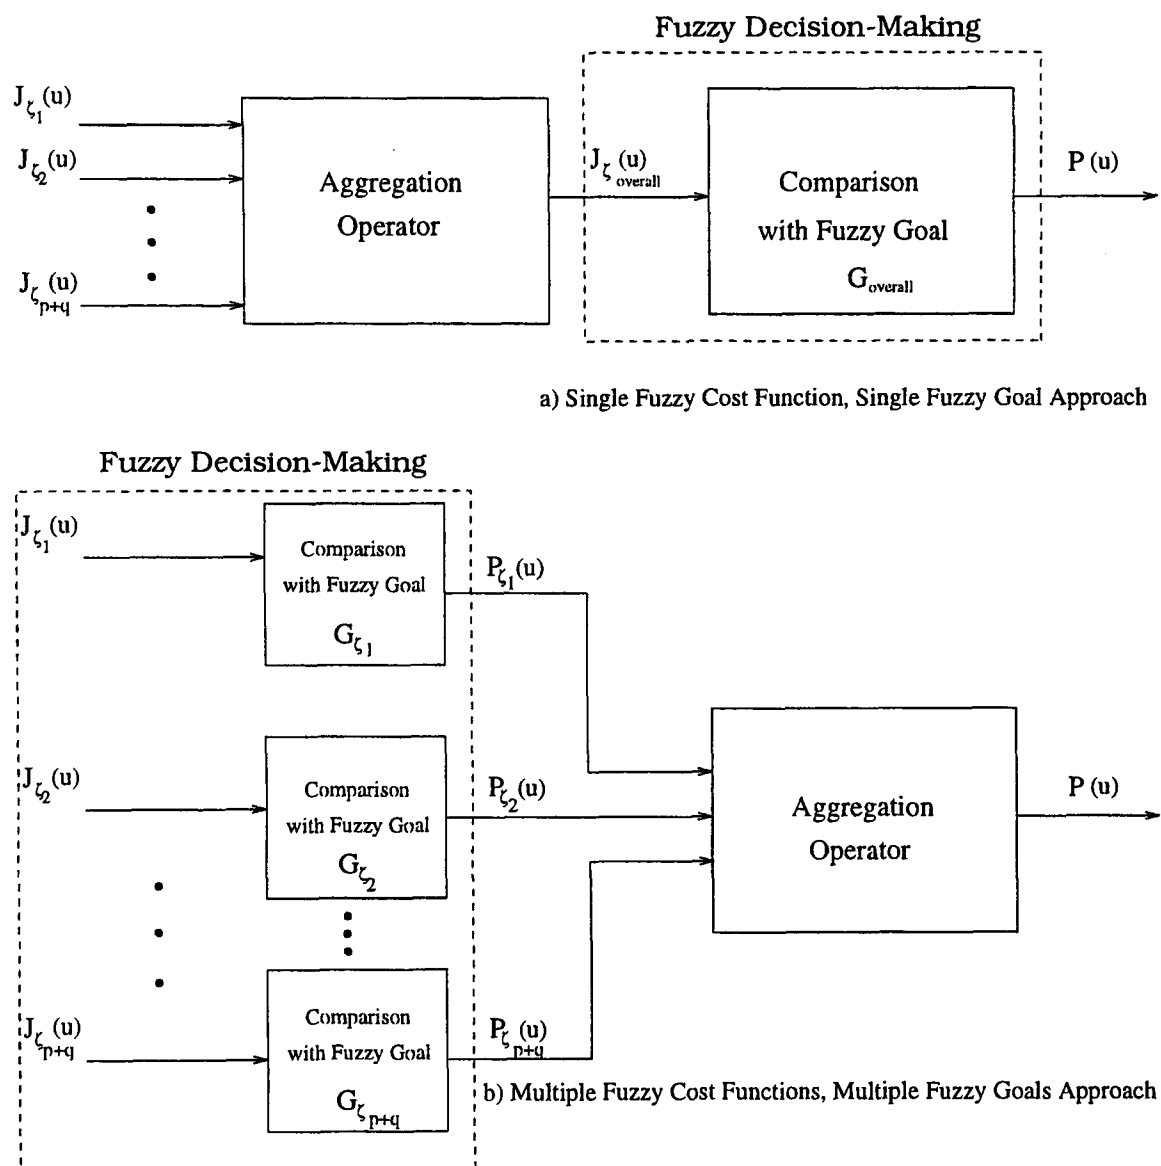 Fuzzy Decision-Making
J_ζ1(u)
J_ζ2(u)
J_ζp+q(u)
Aggregation
Operator
J_ζoverall(u)
Comparison
with Fuzzy Goal
G_overall
P (u)
a) Single Fuzzy Cost Function, Single Fuzzy Goal Approach
Fuzzy Decision-Making
J_ζ1(u)
Comparison
with Fuzzy Goal
G_ζ1
P_ζ1(u)
J_ζ2(u)
Comparison
with Fuzzy Goal
G_ζ2
P_ζ2(u)
Aggregation
Operator
P (u)
J_ζp+q(u)
Comparison
with Fuzzy Goal
G_ζp+q
P_ζp+q(u)
b) Multiple Fuzzy Cost Functions, Multiple Fuzzy Goals Approach